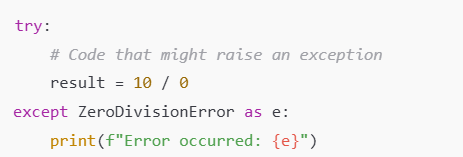 try:
    # Code that might raise an exception
    result = 10 / 0
except ZeroDivisionError as e:
    print(f"Error occurred: {e}")